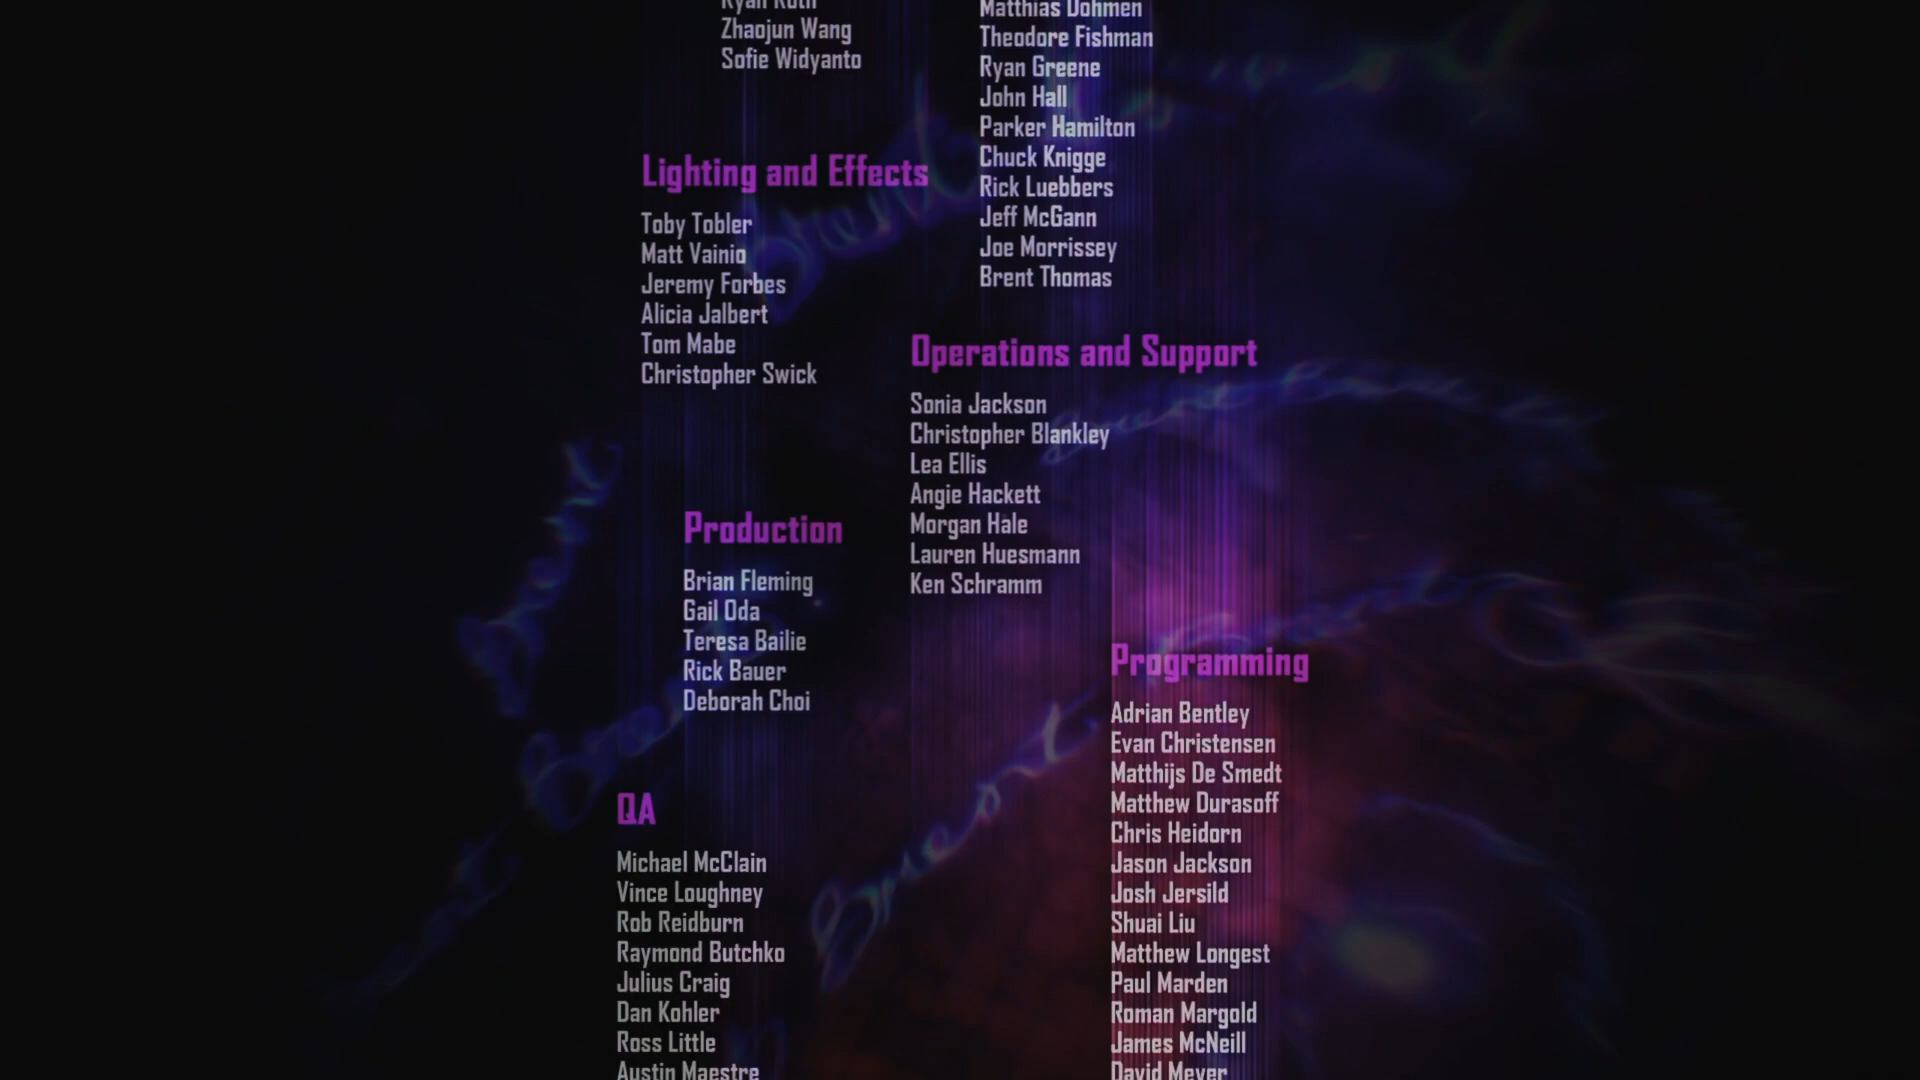 Ryan Roth
Zhaojun Wang
Sofie Widyanto
Lighting and Effects
Toby Tobler
Matt Vainio
Jeremy Forbes
Alicia Jalbert
Tom Mabe
Christopher Swick
Production
Brian Fleming
Gail Oda
Teresa Bailie
Rick Bauer
Deborah Choi
QA
Michael McClain
Vince Loughney
Rob Reidburn
Raymond Butchko
Julius Craig
Dan Kohler
Ross Little
Austin Maestre
Matthias Dohmen
Theodore Fishman
Ryan Greene
John Hall
Parker Hamilton
Chuck Knigge
Rick Luebbers
Jeff McGann
Joe Morrissey
Brent Thomas
Operations and Support
Sonia Jackson
Christopher Blankley
Lea Ellis
Angie Hackett
Morgan Hale
Lauren Huesmann
Ken Schramm
Programming
Adrian Bentley
Evan Christensen
Matthijs De Smedt
Matthew Durasoff
Chris Heidorn
Jason Jackson
Josh Jersild
Shuai Liu
Matthew Longest
Paul Marden
Roman Margold
James McNeill
David Meyer